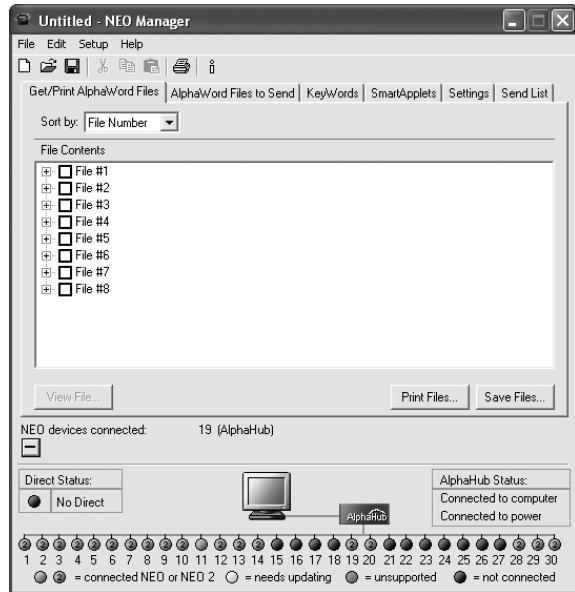 Untitled - NEO Manager
File Edit Setup Help
Get/Print AlphaWord Files AlphaWord Files to Send KeyWords SmartApplets Settings Send List
Sort by: File Number
File Contents
File #1
File #2
File #3
File #4
File #5
File #6
File #7
File #8
View File... Print Files... Save Files...
NEO devices connected: 19 (AlphaHub)
Direct Status: AlphaHub Status:
No Direct Connected to computer
AlphaHub Connected to power
1 2 3 4 5 6 7 8 9 10 11 12 13 14 15 16 17 18 19 20 21 22 23 24 25 26 27 28 29 30
2 = connected NEO or NEO 2 = needs updating = unsupported = not connected